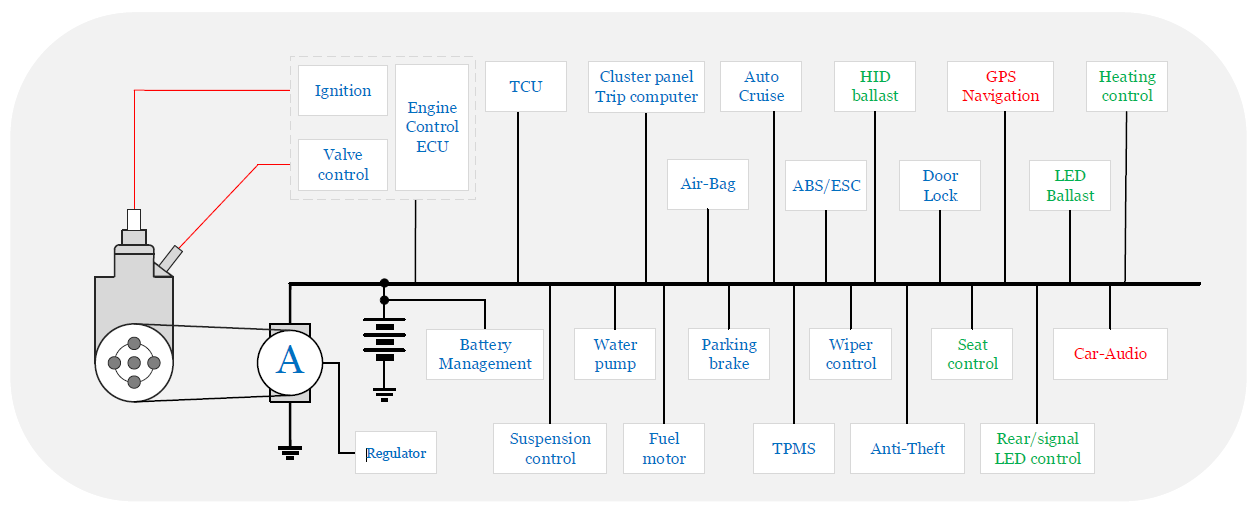 Ignition
Valve
control
Engine
Control
ECU
TCU
Cluster panel
Trip computer
Auto
Cruise
HID
ballast
GPS
Navigation
Heating
control
Air-Bag
ABS/ESC
Door
Lock
LED
Ballast
A
Battery
Management
Water
pump
Parking
brake
Wiper
control
Seat
control
Car-Audio
Regulator
Suspension
control
Fuel
motor
TPMS
Anti-Theft
Rear/signal
LED control